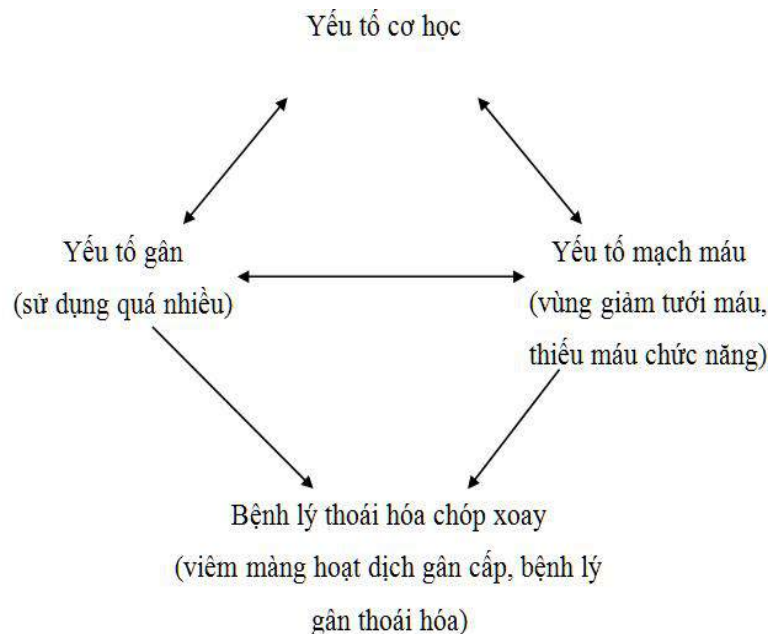 Yếu tố cơ học
Yếu tố gân
(sử dụng quá nhiều)
Yếu tố mạch máu
(vùng giảm tưới máu,
thiếu máu chức năng)
Bệnh lý thoái hóa chóp xoay
(viêm màng hoạt dịch gân cấp, bệnh lý
gân thoái hóa)